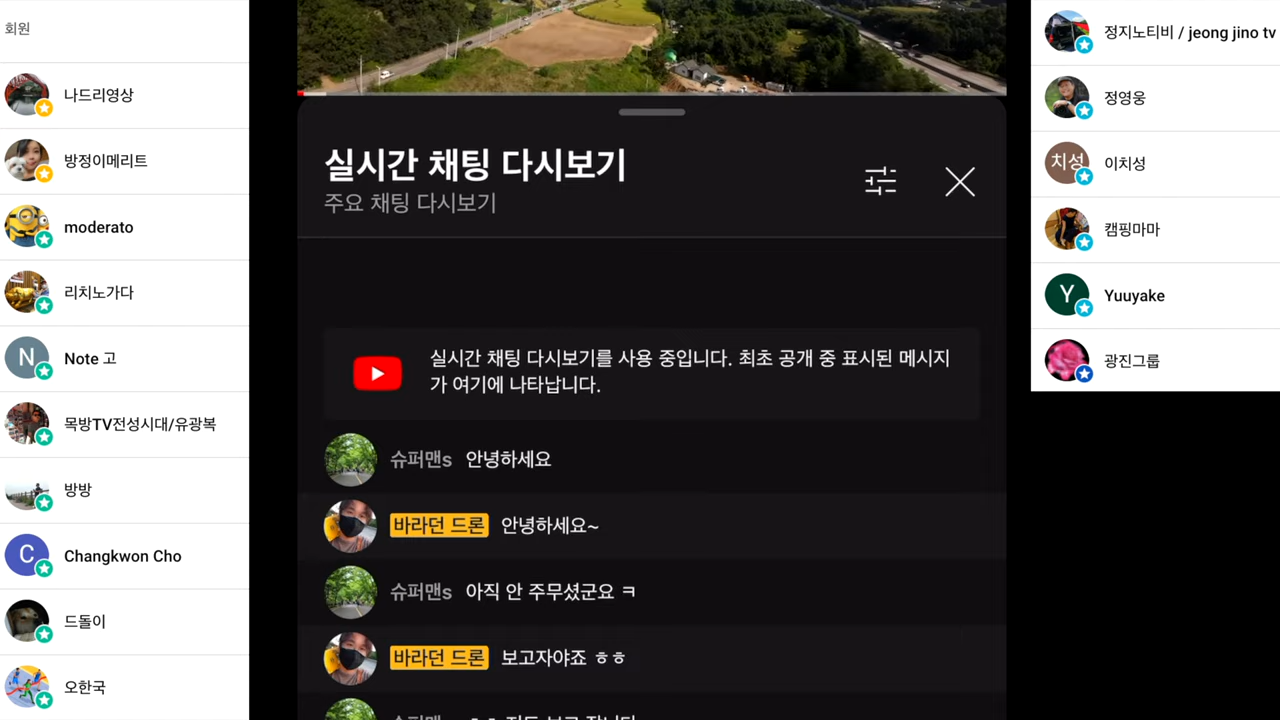 회원
나드리영상
방정이메리트
moderato
리치노가다
N
Note 고
목방TV전성시대/유광복
방방
C
Changkwon Cho
드돌이
오한국
실시간 채팅 다시보기
주요 채팅 다시보기
실시간 채팅 다시보기를 사용 중입니다. 최초 공개 중 표시된 메시지
가 여기에 나타납니다.
슈퍼맨s 안녕하세요
바라던 드론 안녕하세요~
슈퍼맨s 아직 안 주무셨군요 ㅋ
바라던 드론 보고자야죠 ㅎㅎ
정지노티비 / jeong jino tv
정영웅
치성
이치성
캠핑마마
Y
Yuuyake
광진그룹